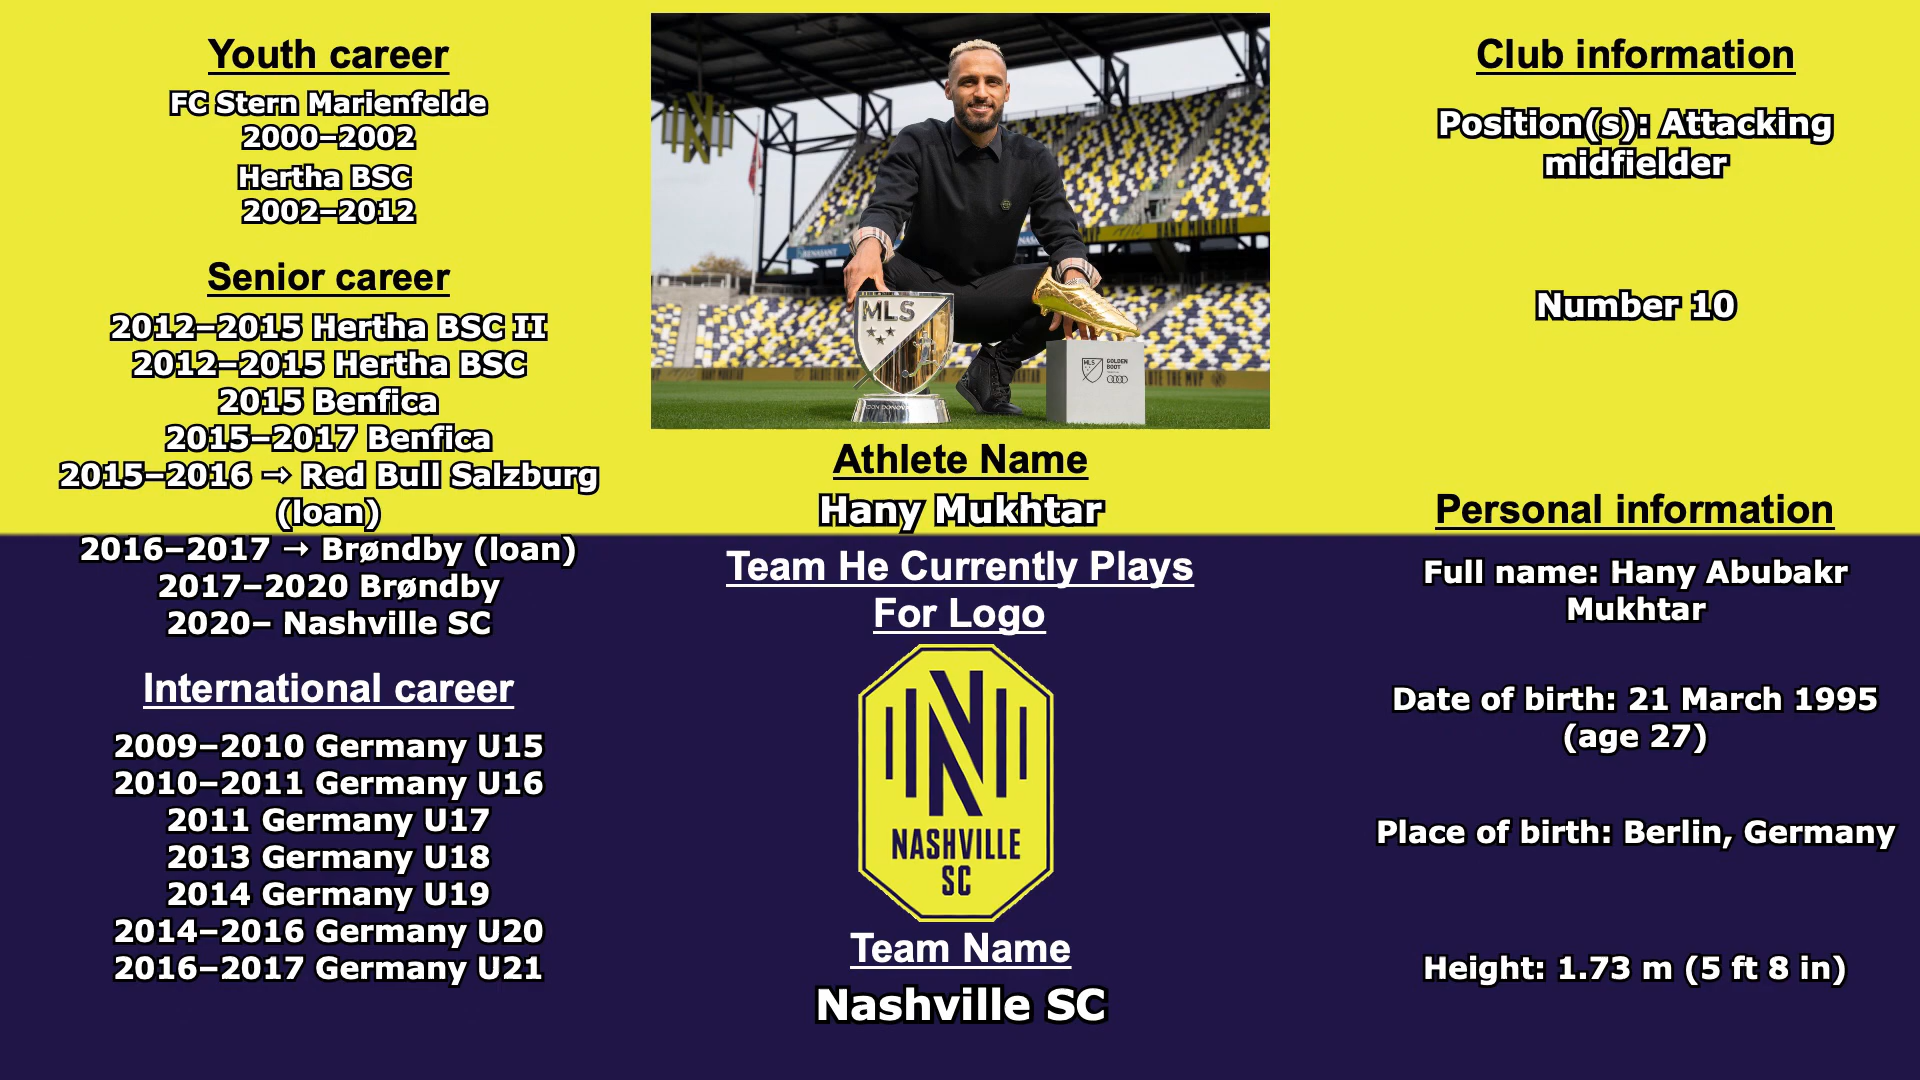 Youth career
FC Stern Marienfelde
2000–2002
Hertha BSC
2002–2012
Senior career
2012–2015 Hertha BSC II
2012–2015 Hertha BSC
2015 Benfica
2015–2017 Benfica
2015–2016 → Red Bull Salzburg
(loan)
2016–2017 → Brøndby (loan)
2017–2020 Brøndby
2020– Nashville SC
International career
2009–2010 Germany U15
2010–2011 Germany U16
2011 Germany U17
2013 Germany U18
2014 Germany U19
2014–2016 Germany U20
2016–2017 Germany U21
RENASANT
HANY MUKHTAR
MLS
MLS
GOLDEN
BOOT
THE MVP
Athlete Name
Hany Mukhtar
Team He Currently Plays
For Logo
N
NASHVILLE
SC
Team Name
Nashville SC
Club information
Position(s): Attacking
midfielder
Number 10
Personal information
Full name: Hany Abubakr
Mukhtar
Date of birth: 21 March 1995
(age 27)
Place of birth: Berlin, Germany
Height: 1.73 m (5 ft 8 in)